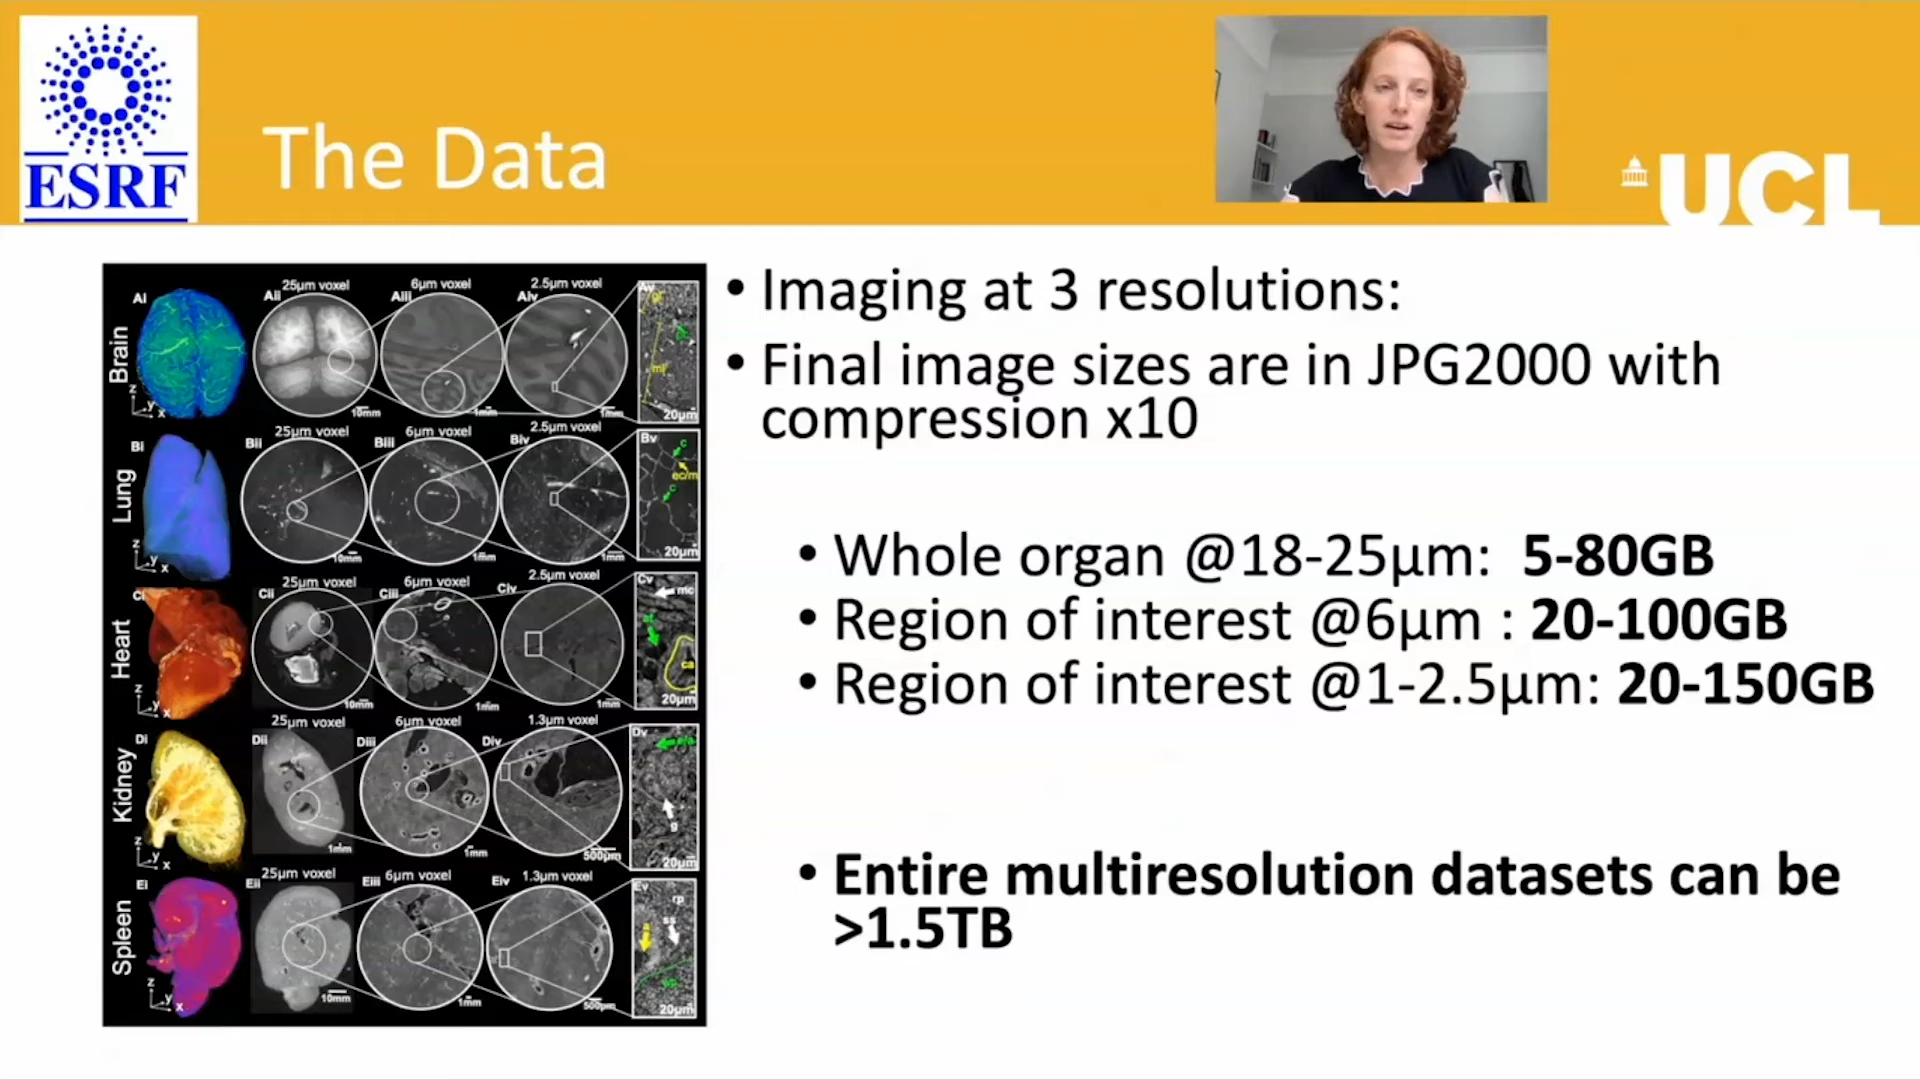 ESRF
The Data
UCL
• Imaging at 3 resolutions:
• Final image sizes are in JPG2000 with
compression x10
• Whole organ @18-25µm: 5-80GB
• Region of interest @6µm : 20-100GB
• Region of interest @1-2.5µm: 20-150GB
• Entire multiresolution datasets can be
>1.5TB
Brain
Ai
25µm voxel
Aii
10mm
6µm voxel
Aiii
1mm
2.5µm voxel
Aiv
1mm
Av
ml
20µm
z
y
x
Lung
Bi
25µm voxel
Bii
10mm
6µm voxel
Biii
1mm
2.5µm voxel
Biv
1mm
Bv
c
ec/m
c
20µm
z
y
x
Heart
Ci
25µm voxel
Cii
10mm
6µm voxel
Ciii
1mm
2.5µm voxel
Civ
1mm
Cv
mc
ca
20µm
z
y
x
Kidney
Di
25µm voxel
Dii
1mm
6µm voxel
Diii
1mm
1.3µm voxel
Div
500µm
Dv
g
20µm
z
y
x
Spleen
Ei
25µm voxel
Eii
10mm
6µm voxel
Eiii
1mm
1.3µm voxel
Eiv
500µm
Ev
rp
ss
a
20µm
z
y
x